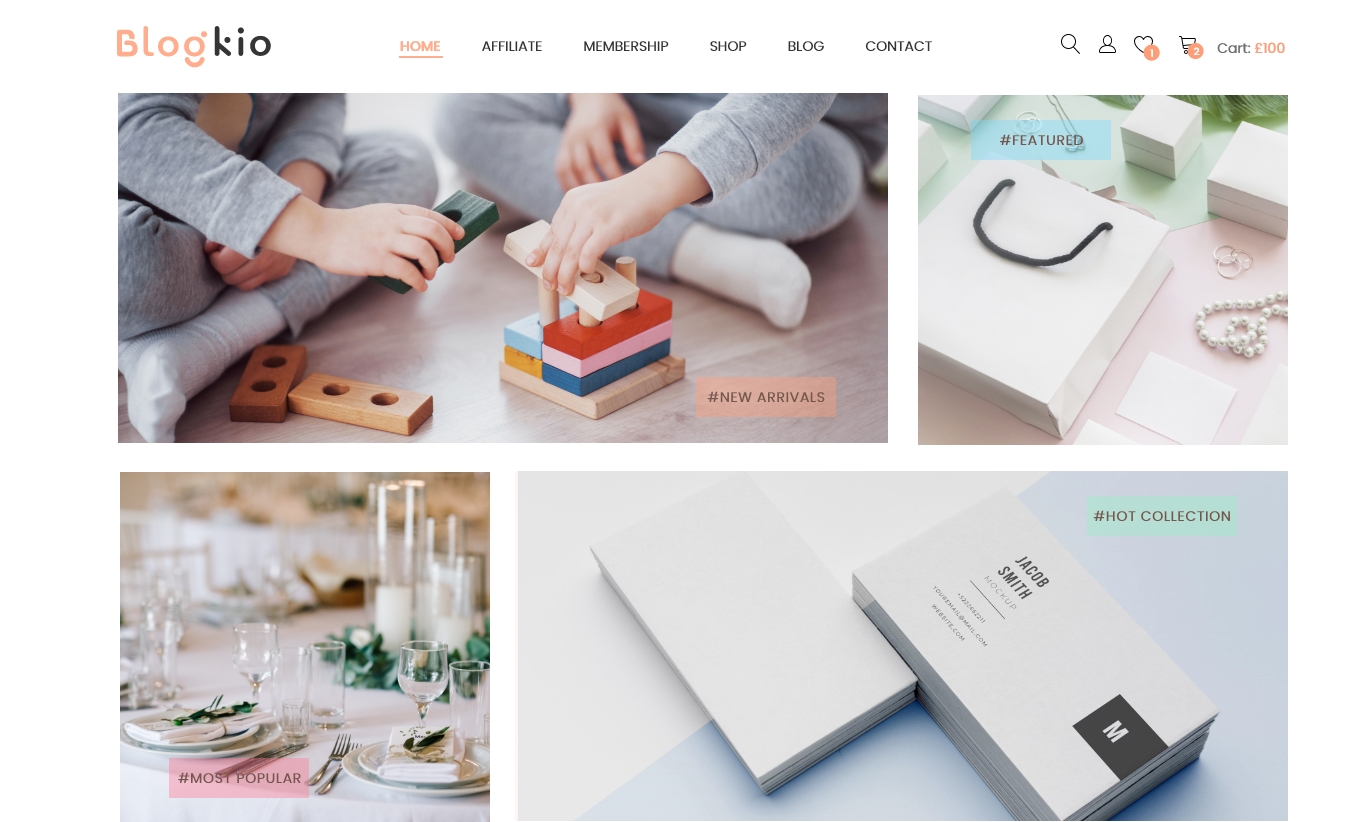 Blogkio
HOME
AFFILIATE
MEMBERSHIP
SHOP
BLOG
CONTACT
1
2
Cart: £100
#FEATURED
#NEW ARRIVALS
#HOT COLLECTION
JACOB
SMITH
MOCKUP
YOUREMAIL@MAIL.COM
WEBSITE.COM
M
#MOST POPULAR